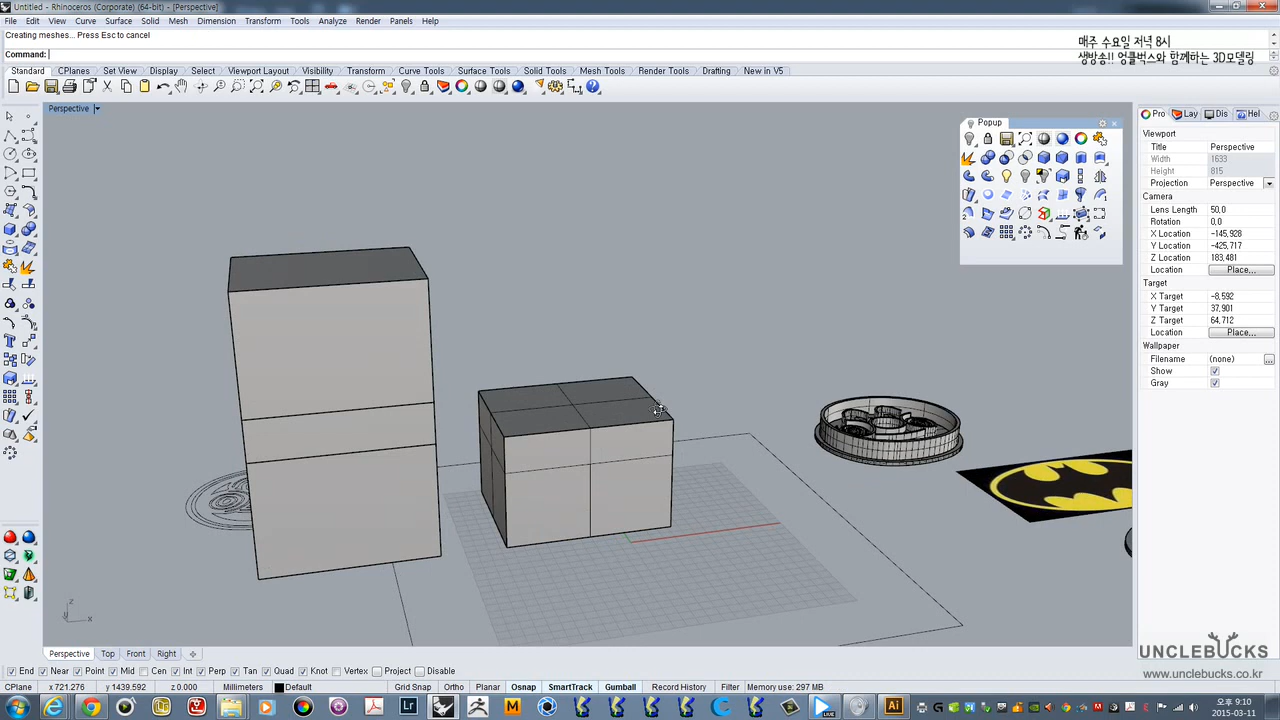 Untitled - Rhinoceros (Corporate) (64-bit) - [Perspective]
File Edit View Curve Surface Solid Mesh Dimension Transform Tools Analyze Render Panels Help
Creating meshes... Press Esc to cancel
Command:
매주 수요일 저녁 8시
생방송!! 엉클벅스와 함께하는 3D모델링
Standard CPlanes Set View Display Select Viewport Layout Visibility Transform Curve Tools Surface Tools Solid Tools Mesh Tools Render Tools Drafting New in V5
Perspective
Popup
Pro Lay Dis Hel
Viewport
Title Perspective
Width 1633
Height 815
Projection Perspective
Camera
Lens Length 50,0
Rotation 0,0
X Location -145,928
Y Location -425,717
Z Location 183,481
Location Place...
Target
X Target -8,592
Y Target 37,901
Z Target 64,712
Location Place...
Wallpaper
Filename (none) ...
Show
Gray
z
y
x
Perspective Top Front Right
End Near Point Mid Cen Int Perp Tan Quad Knot Vertex Project Disable
CPlane x 721.276 y 1439.592 z 0.000 Millimeters Default Grid Snap Ortho Planar Osnap SmartTrack Gumball Record History Filter Memory use: 297 MB
UNCLEBUCKS
www.unclebucks.com
Lr
LIVE
Ai
오후 9:10
2015-03-11